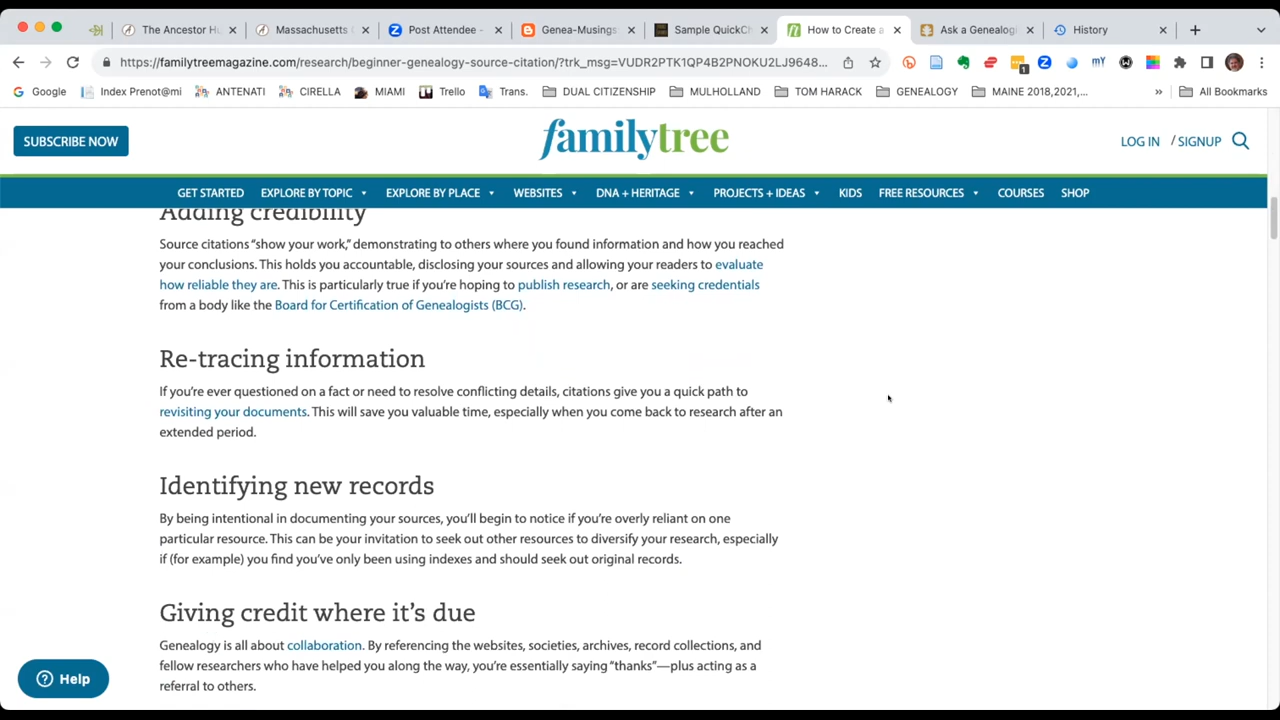 The Ancestor Hu
Massachusetts (
Post Attendee -
Genea-Musings
Sample QuickCh
How to Create a
Ask a Genealogi
History
https://familytreemagazine.com/research/beginner-genealogy-source-citation/?trk_msg=VUDR2PTK1QP4B2PNOKU2LJ9648...
Google
Index Prenot@mi
ANTENATI
CIRELLA
MIAMI
Trello
Trans.
DUAL CITIZENSHIP
MULHOLLAND
TOM HARACK
GENEALOGY
MAINE 2018,2021,...
»
All Bookmarks
SUBSCRIBE NOW
familytree
LOG IN / SIGNUP
GET STARTED
EXPLORE BY TOPIC
EXPLORE BY PLACE
WEBSITES
DNA + HERITAGE
PROJECTS + IDEAS
KIDS
FREE RESOURCES
COURSES
SHOP
Adding credibility
Source citations “show your work,” demonstrating to others where you found information and how you reached
your conclusions. This holds you accountable, disclosing your sources and allowing your readers to evaluate
how reliable they are. This is particularly true if you’re hoping to publish research, or are seeking credentials
from a body like the Board for Certification of Genealogists (BCG).
Re-tracing information
If you’re ever questioned on a fact or need to resolve conflicting details, citations give you a quick path to
revisiting your documents. This will save you valuable time, especially when you come back to research after an
extended period.
Identifying new records
By being intentional in documenting your sources, you’ll begin to notice if you’re overly reliant on one
particular resource. This can be your invitation to seek out other resources to diversify your research, especially
if (for example) you find you’ve only been using indexes and should seek out original records.
Giving credit where it’s due
Genealogy is all about collaboration. By referencing the websites, societies, archives, record collections, and
fellow researchers who have helped you along the way, you’re essentially saying “thanks”—plus acting as a
referral to others.
Help